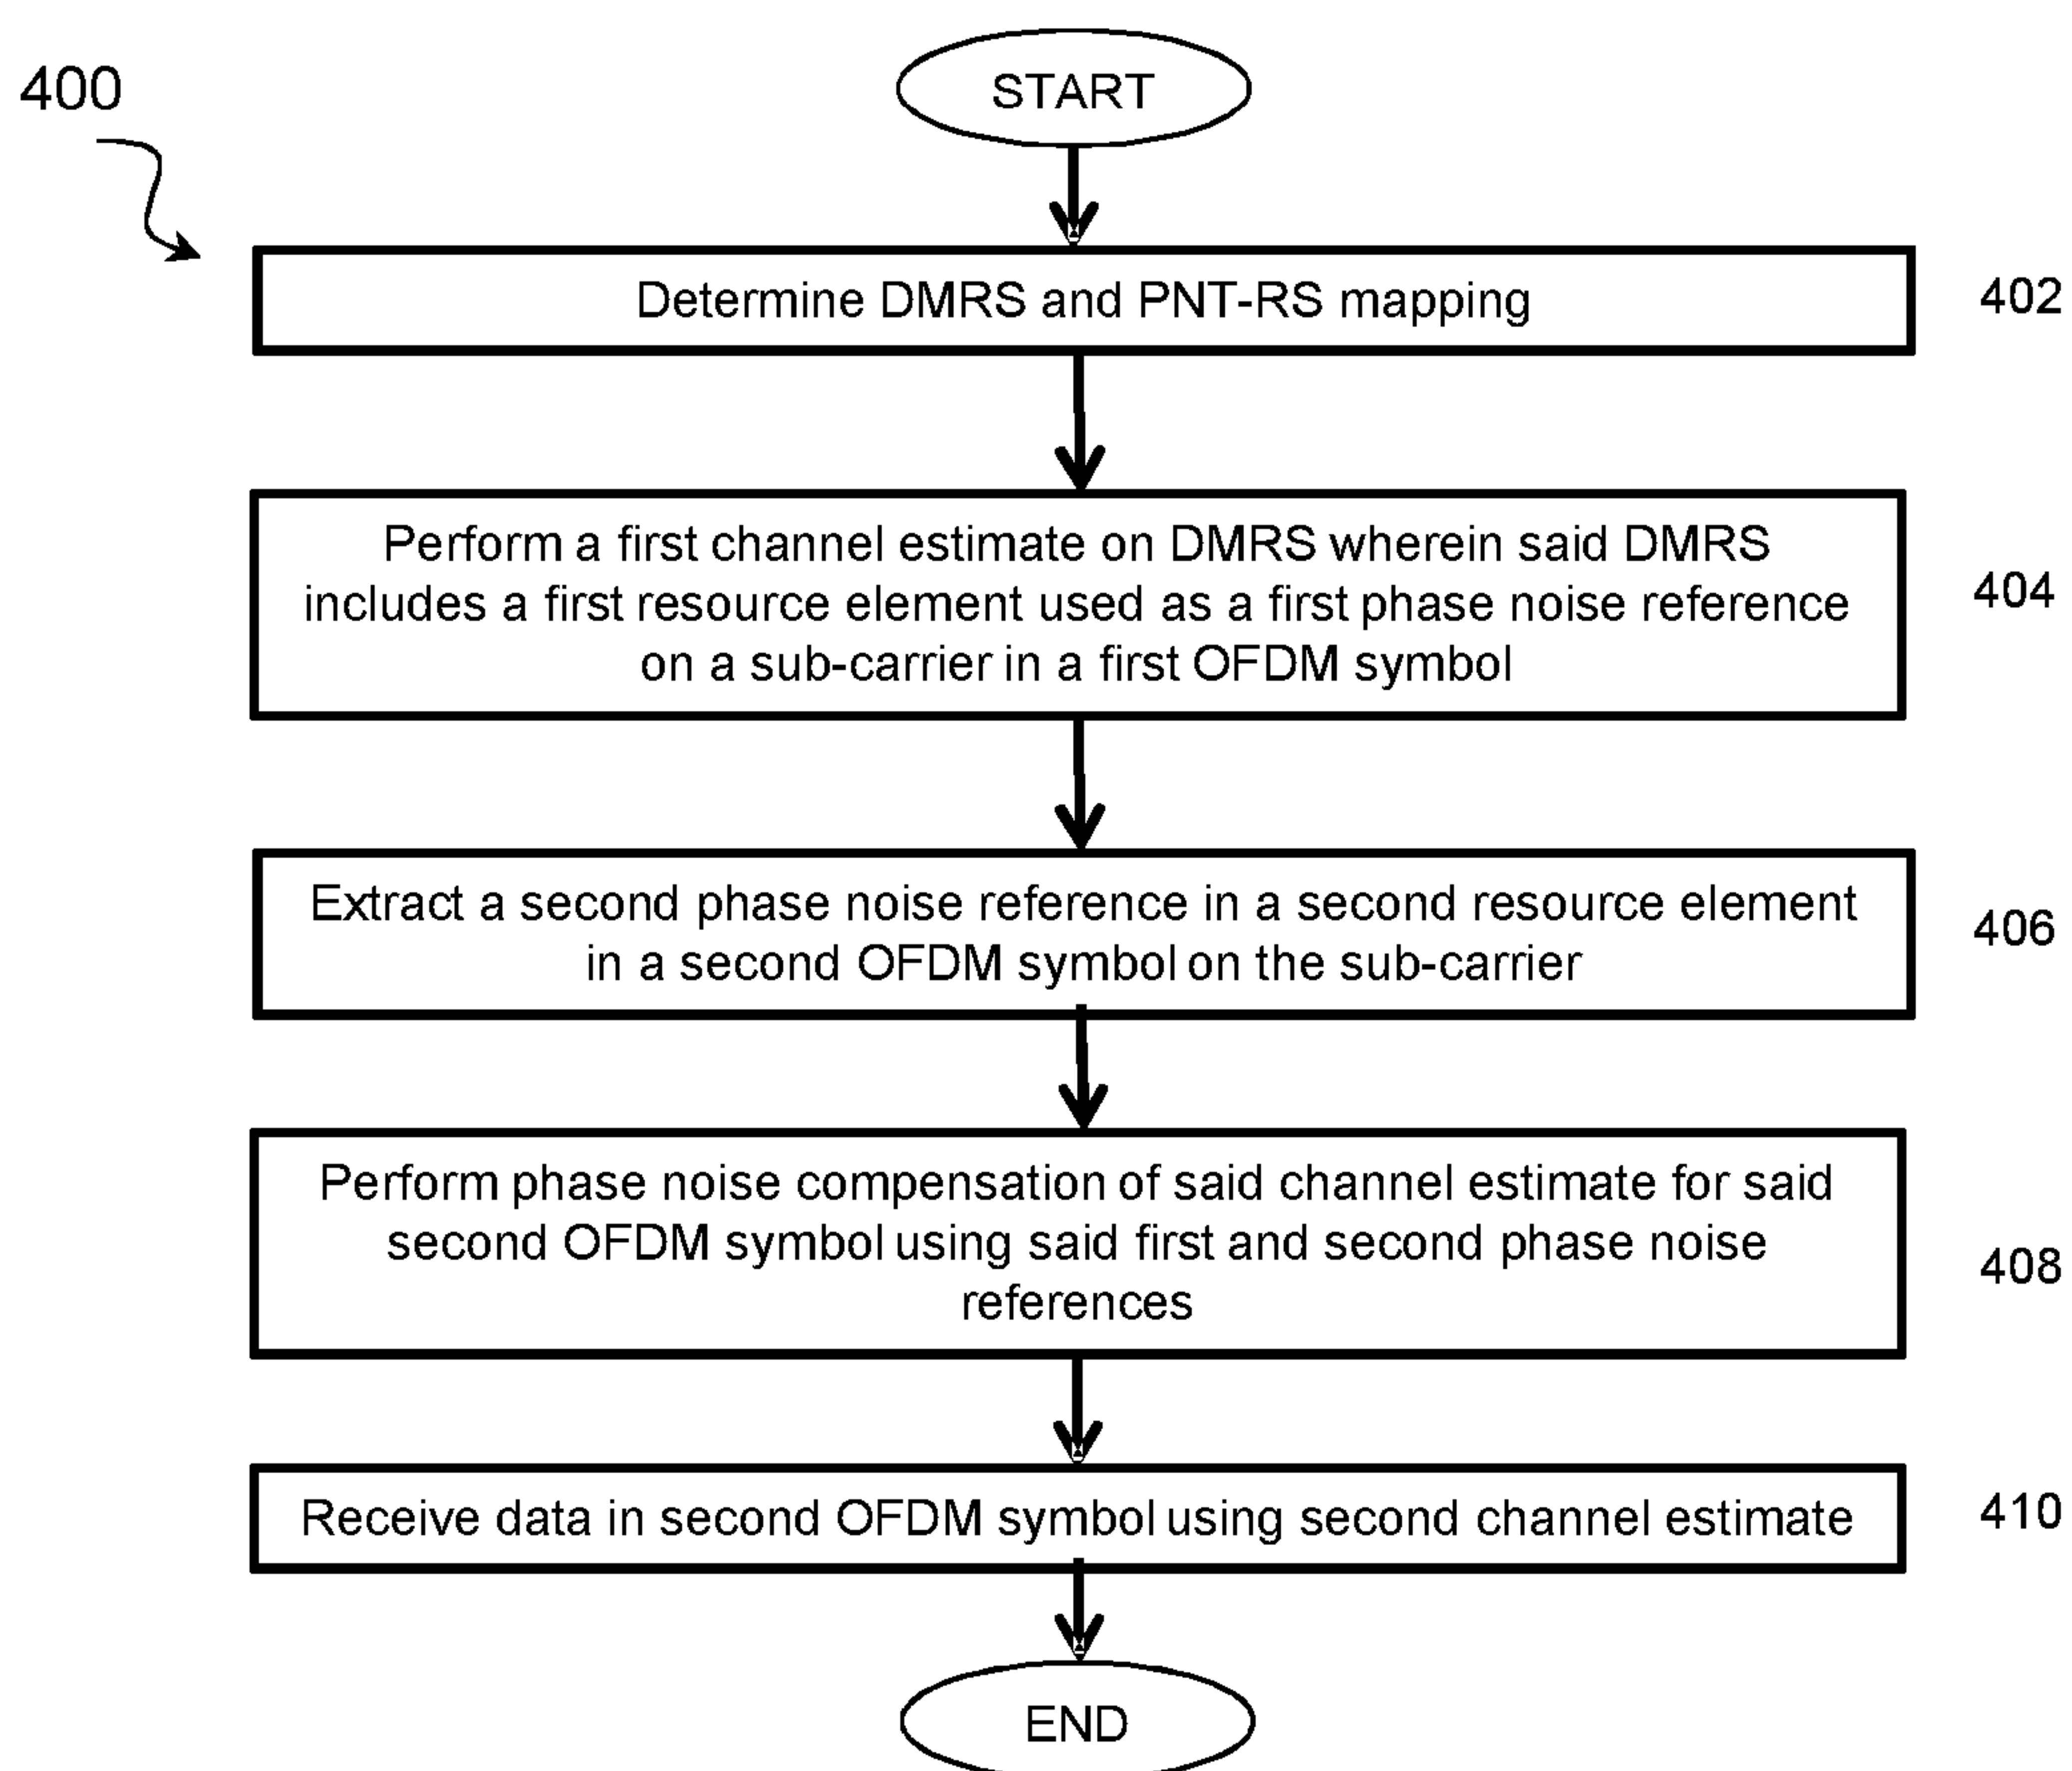 400
START
Determine DMRS and PNT-RS mapping
402
Perform a first channel estimate on DMRS wherein said DMRS
includes a first resource element used as a first phase noise reference
on a sub-carrier in a first OFDM symbol
404
Extract a second phase noise reference in a second resource element
in a second OFDM symbol on the sub-carrier
406
Perform phase noise compensation of said channel estimate for said
second OFDM symbol using said first and second phase noise
references
408
Receive data in second OFDM symbol using second channel estimate
410
END